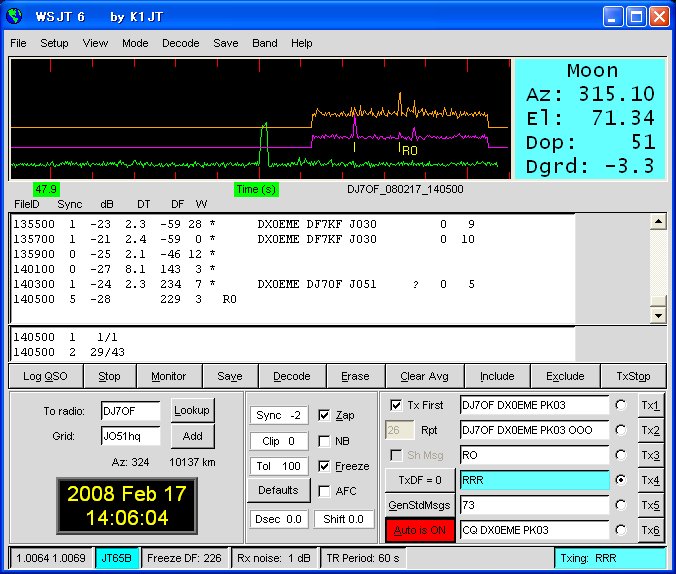 WSJT 6 by K1JT
File Setup View Mode Decode Save Band Help
Moon
Az: 315.10
El: 71.34
Dop: 51
Dgrd: -3.3
RO
47.9 Time (s) DJ7OF_080217_140500
FileID Sync dB DT DF W
135500 1 -23 2.3 -59 28 * DX0EME DF7KF JO30 0 9
135700 1 -21 2.4 -59 0 * DX0EME DF7KF JO30 0 10
135900 0 -25 2.1 -46 12 *
140100 0 -27 8.1 143 3 *
140300 1 -24 2.3 234 7 * DX0EME DJ7OF JO51 ? 0 5
140500 5 -28 229 3 RO
140500 1 1/1
140500 2 29/43
Log QSO Stop Monitor Save Decode Erase Clear Avg Include Exclude TxStop
To radio: DJ7OF Lookup
Grid: JO51hq Add
Az: 324 10137 km
2008 Feb 17
14:06:04
Sync -2 Zap
Clip 0 NB
Tol 100 Freeze
Defaults AFC
Dsec 0.0 Shift 0.0
Tx First DJ7OF DX0EME PK03 Tx1
26 Rpt DJ7OF DX0EME PK03 OOO Tx2
Sh Msg RO Tx3
TxDF = 0 RRR Tx4
GenStdMsgs 73 Tx5
Auto is ON CQ DX0EME PK03 Tx6
1.0064 1.0069 JT65B Freeze DF: 226 Rx noise: 1 dB TR Period: 60 s Txing: RRR